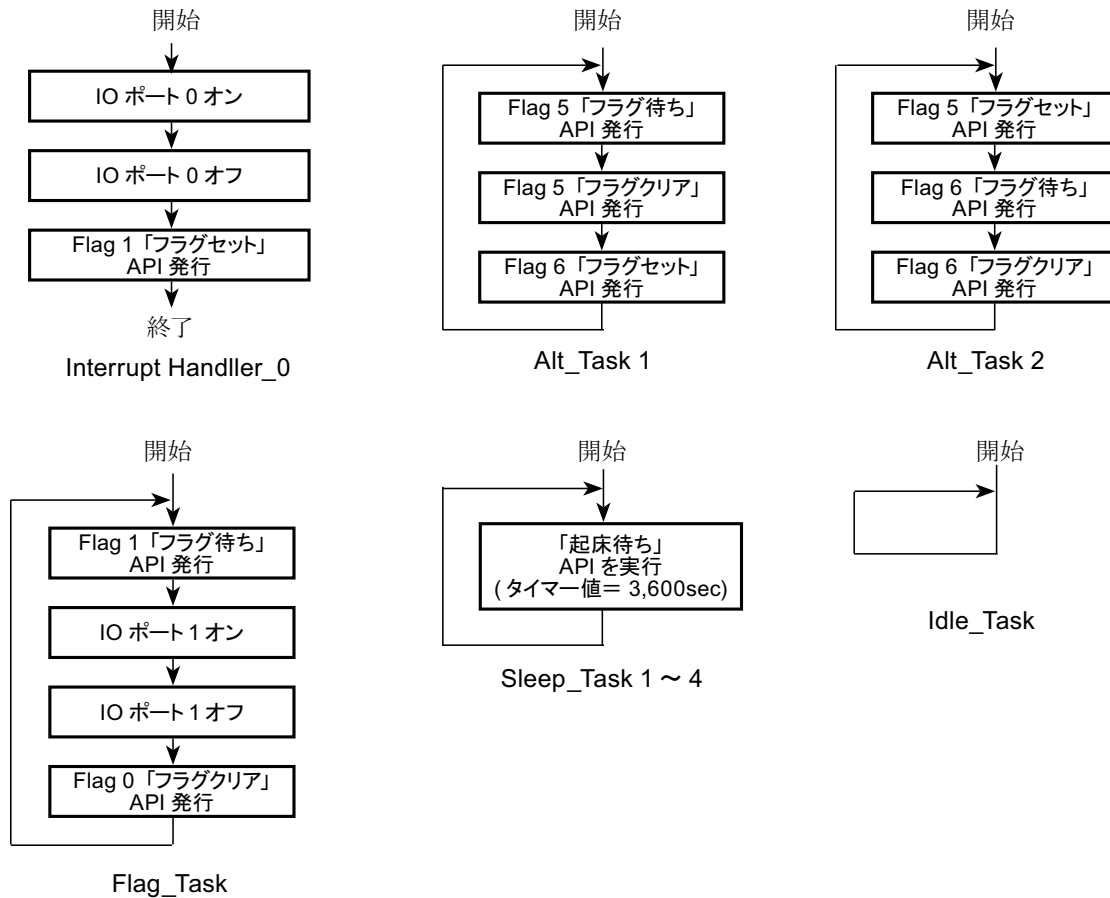 開始
IO ポート 0 オン
IO ポート 0 オフ
Flag 1「フラグセット」
API 発行
終了
Interrupt Handller_0
開始
Flag 5「フラグ待ち」
API 発行
Flag 5「フラグクリア」
API 発行
Flag 6「フラグセット」
API 発行
Alt_Task 1
開始
Flag 5「フラグセット」
API 発行
Flag 6「フラグ待ち」
API 発行
Flag 6「フラグクリア」
API 発行
Alt_Task 2
開始
Flag 1「フラグ待ち」
API 発行
IO ポート 1 オン
IO ポート 1 オフ
Flag 0「フラグクリア」
API 発行
Flag_Task
開始
「起床待ち」
API を実行
( タイマー値＝ 3,600sec)
Sleep_Task 1 〜 4
開始
Idle_Task